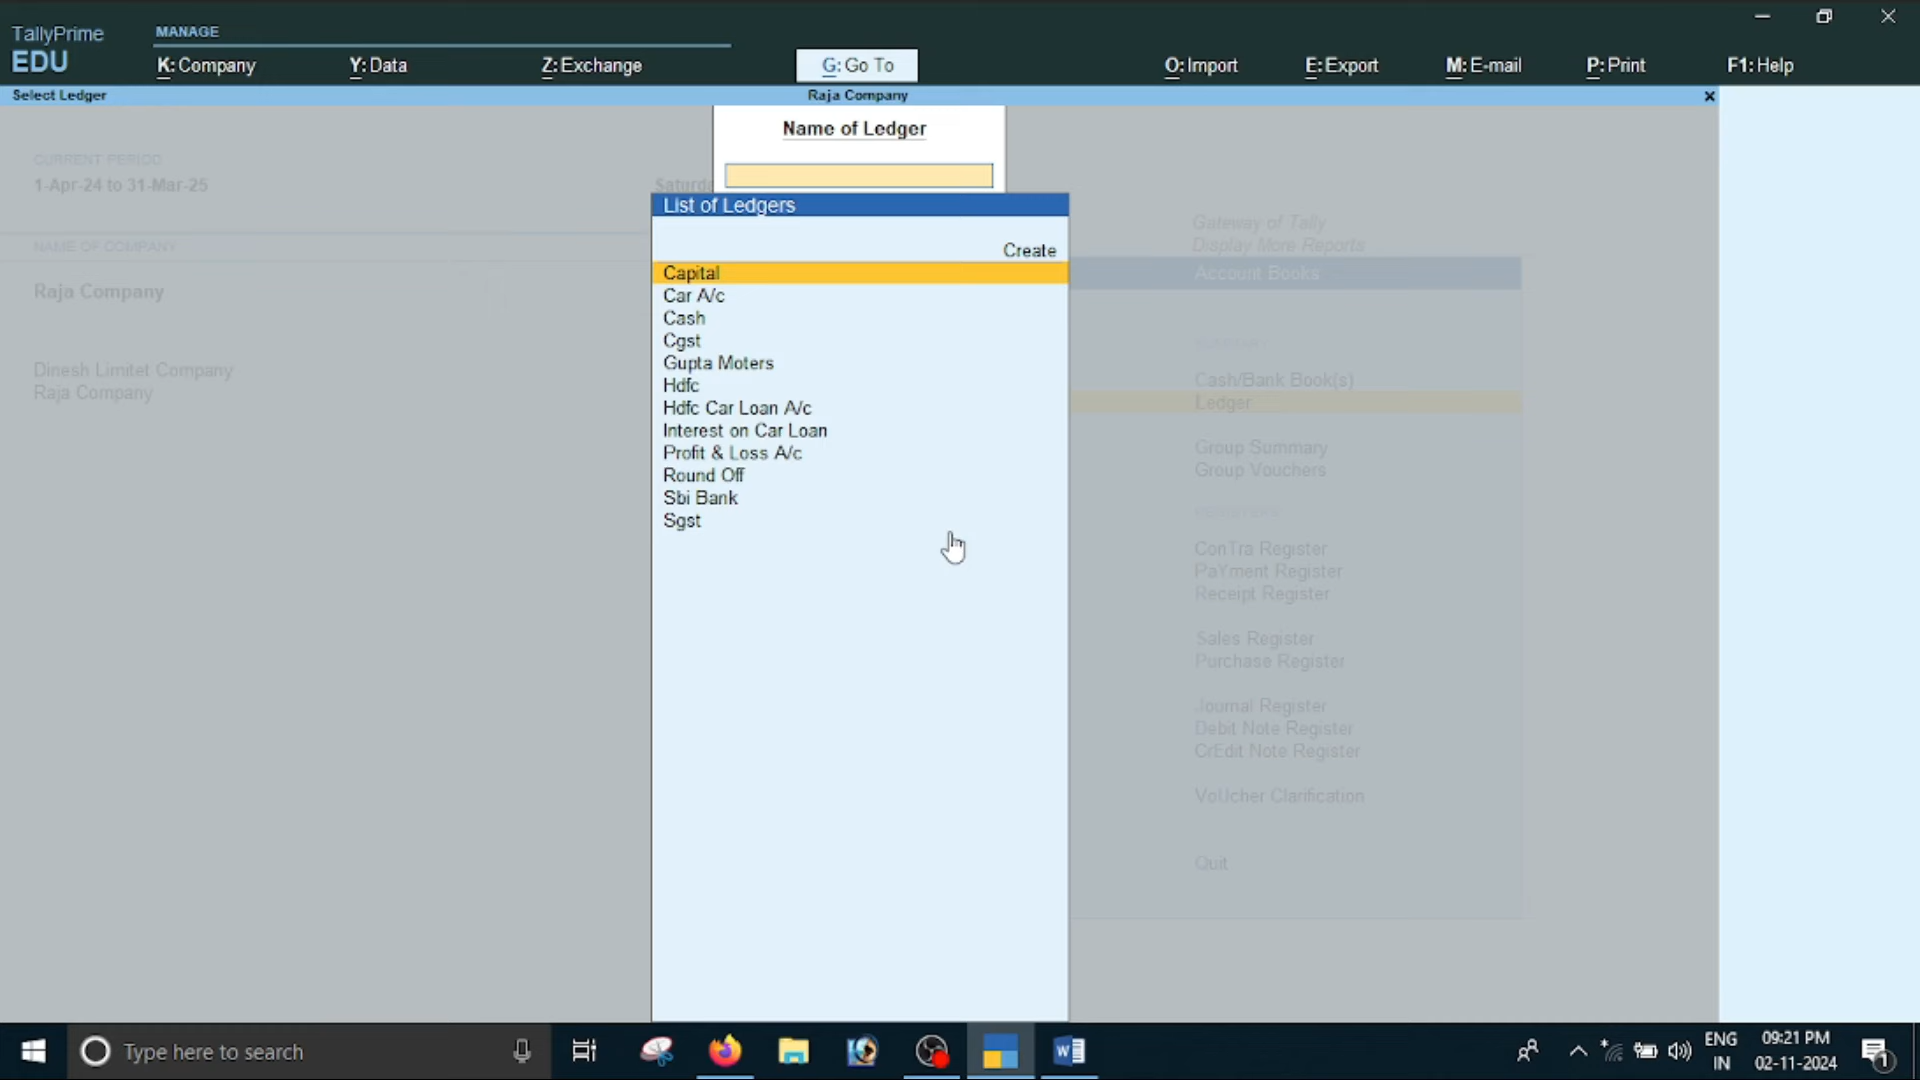 TallyPrime
EDU
MANAGE
K: Company
Y: Data
Z: Exchange
G: Go To
O: Import
E: Export
M: E-mail
P: Print
F1: Help
Select Ledger
Raja Company
x
Name of Ledger
CURRENT PERIOD
1-Apr-24 to 31-Mar-25
NAME OF COMPANY
Raja Company
Dinesh Limitet Company
Raja Company
List of Ledgers
Create
Capital
Car A/c
Cash
Cgst
Gupta Moters
Hdfc
Hdfc Car Loan A/c
Interest on Car Loan
Profit & Loss A/c
Round Off
Sbi Bank
Sgst
Gateway of Tally
Display More Reports
Account Books
SUMMARY
Cash/Bank Book(s)
Ledger
Group Summary
Group Vouchers
REGISTERS
ConTra Register
PaYment Register
Receipt Register
Sales Register
Purchase Register
Journal Register
Debit Note Register
CrEdit Note Register
VoUcher Clarification
Quit
Type here to search
ENG
IN
09:21 PM
02-11-2024
1